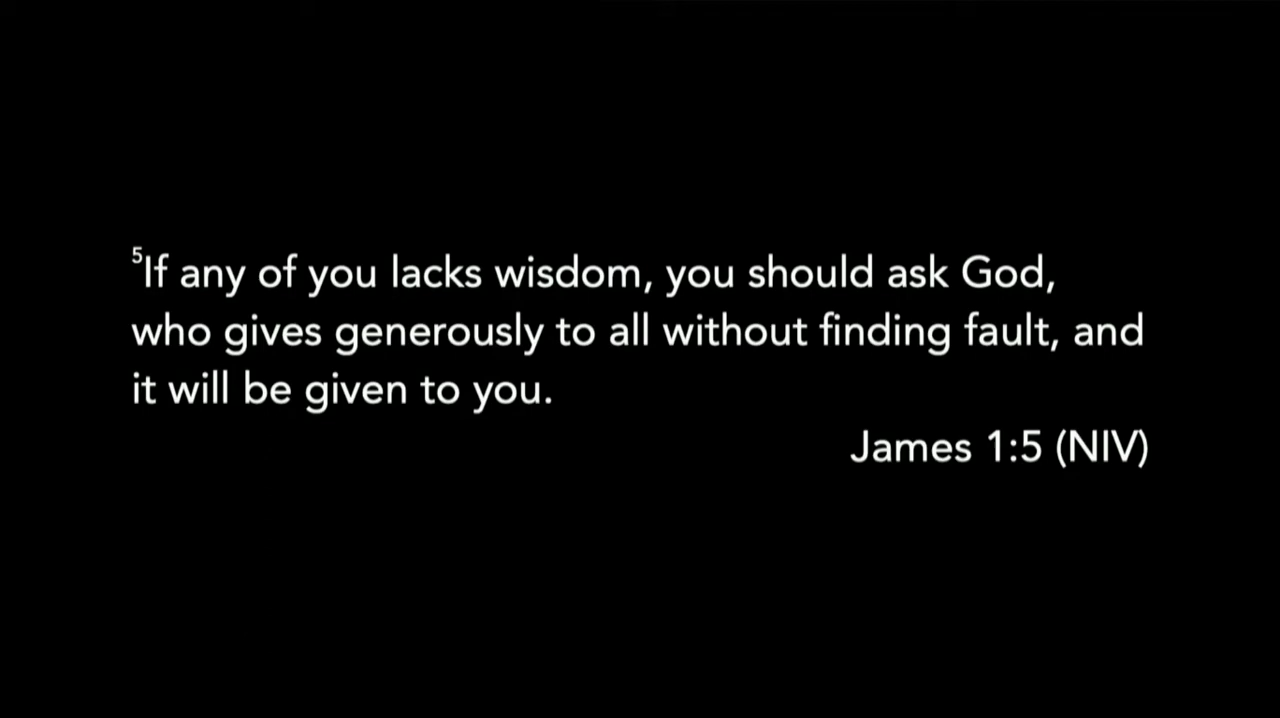 ⁵If any of you lacks wisdom, you should ask God,
who gives generously to all without finding fault, and
it will be given to you.
James 1:5 (NIV)